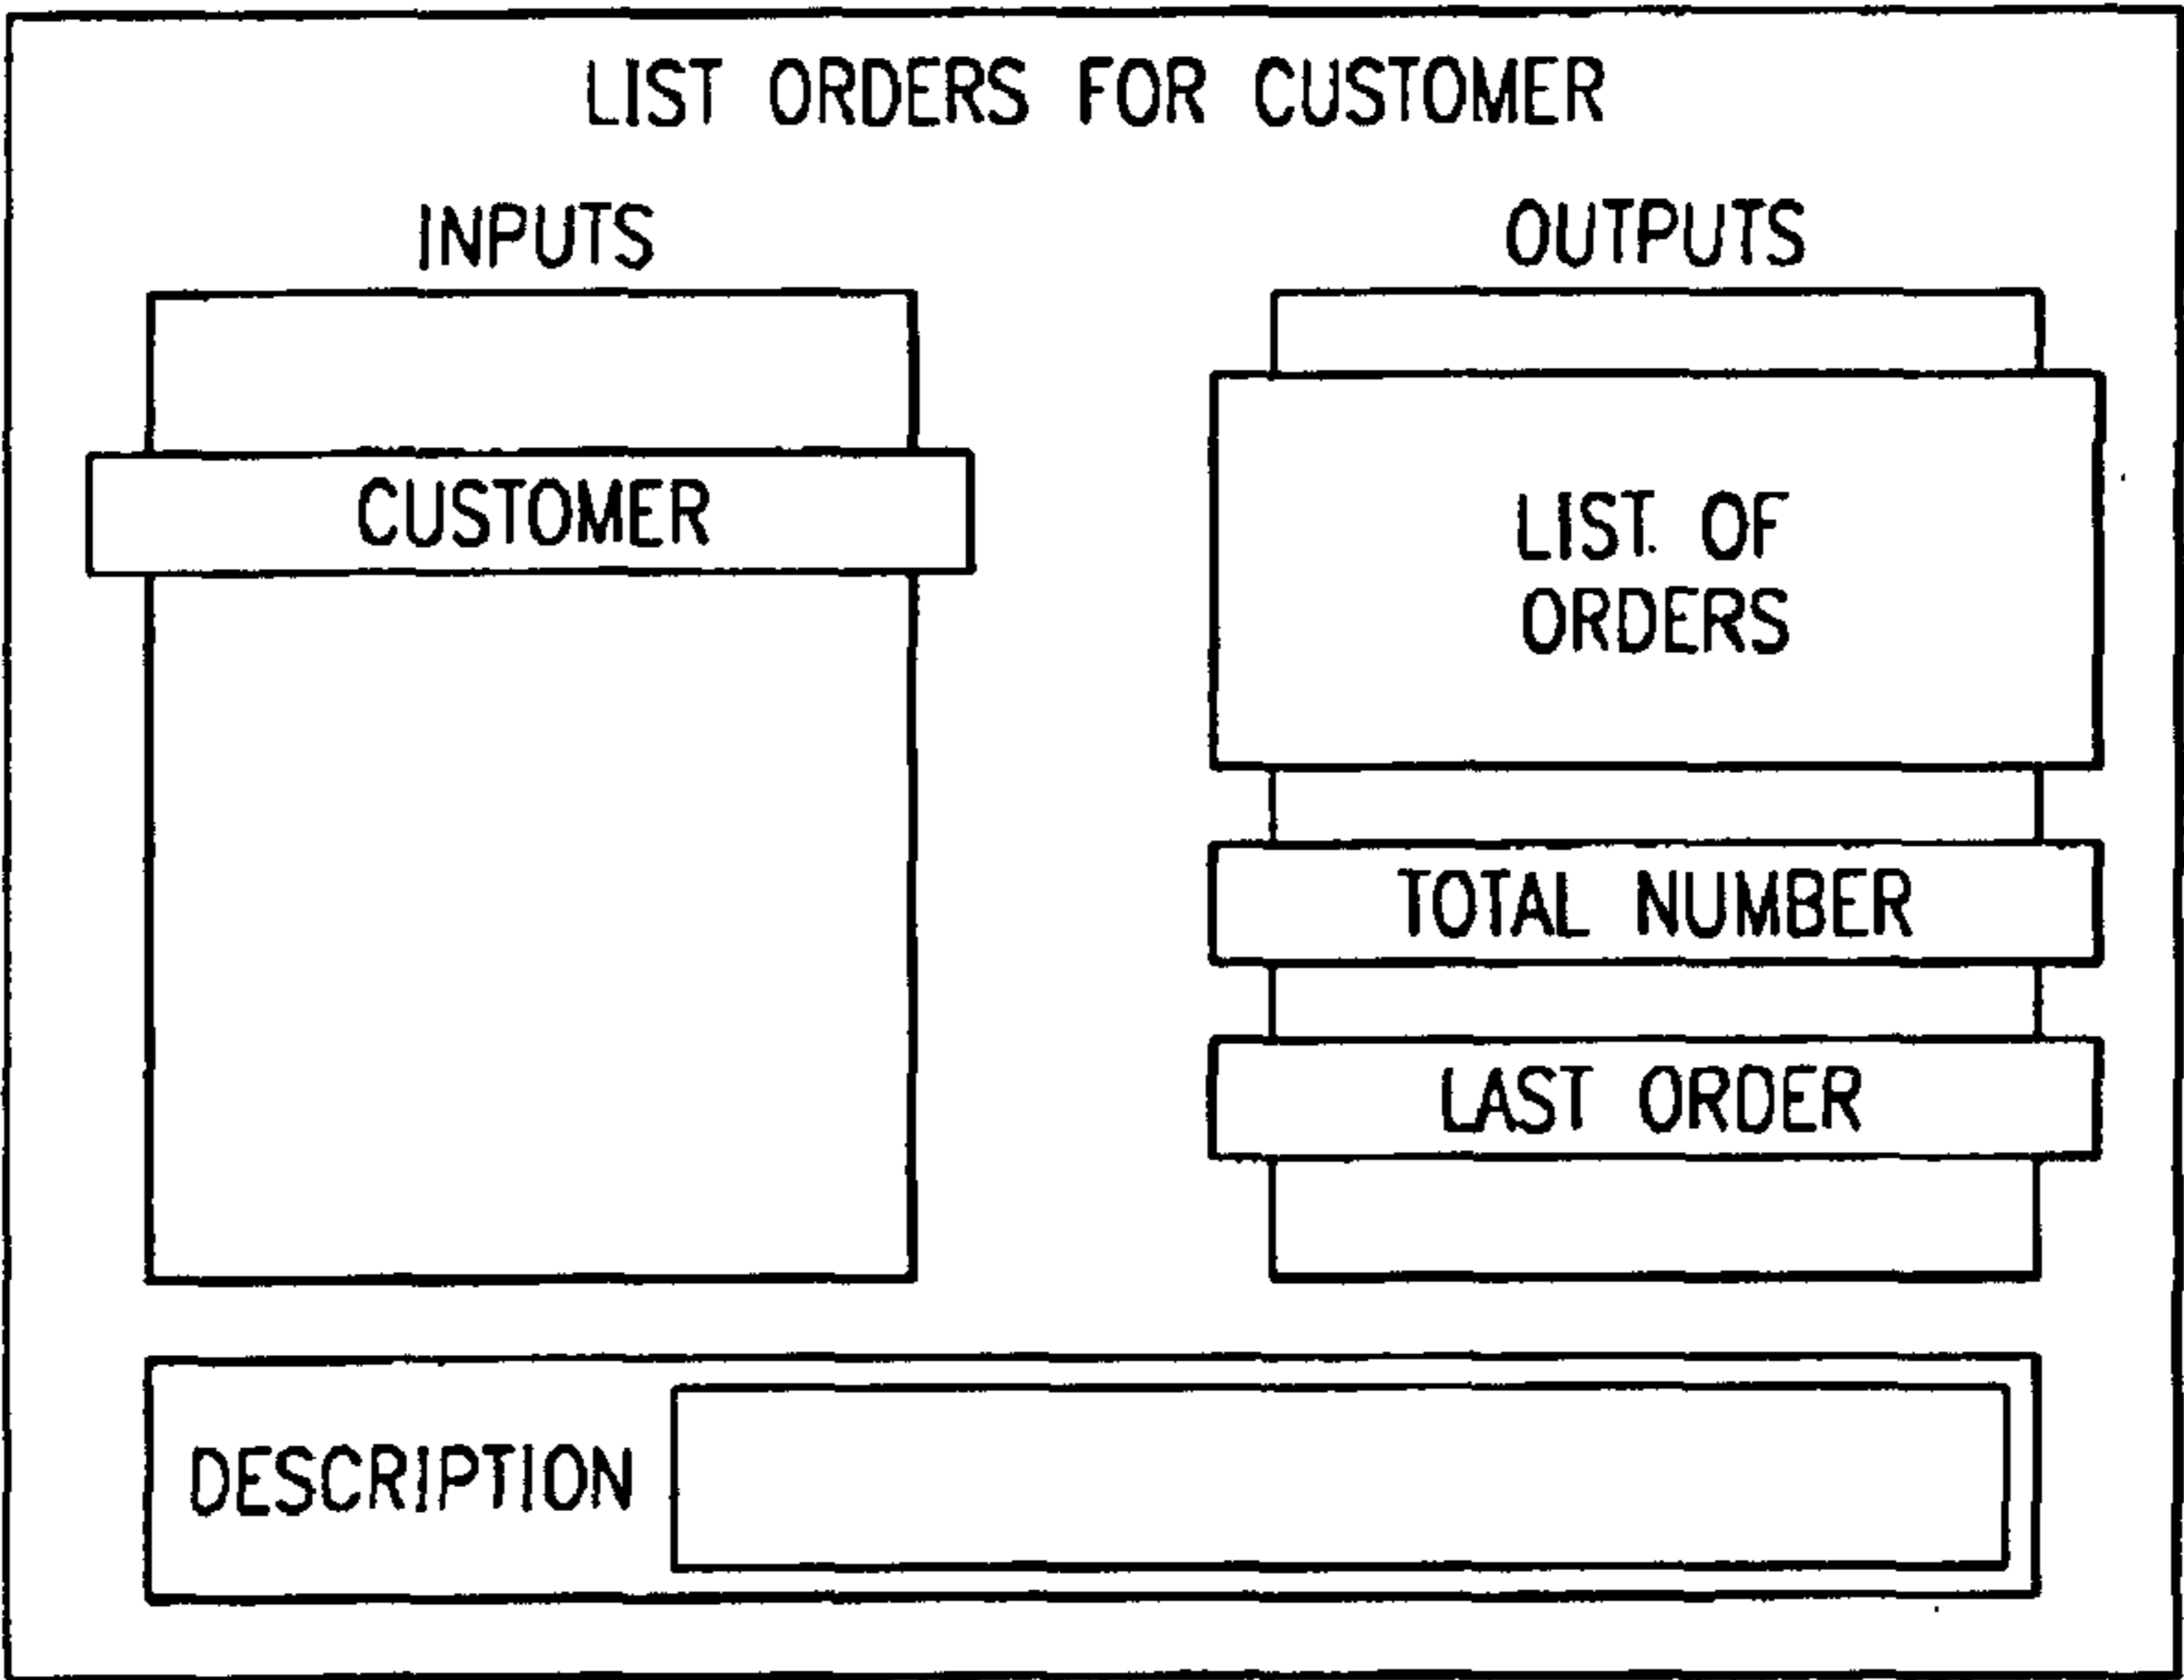 LIST ORDERS FOR CUSTOMER
INPUTS
OUTPUTS
CUSTOMER
LIST OF
ORDERS
TOTAL NUMBER
LAST ORDER
DESCRIPTION